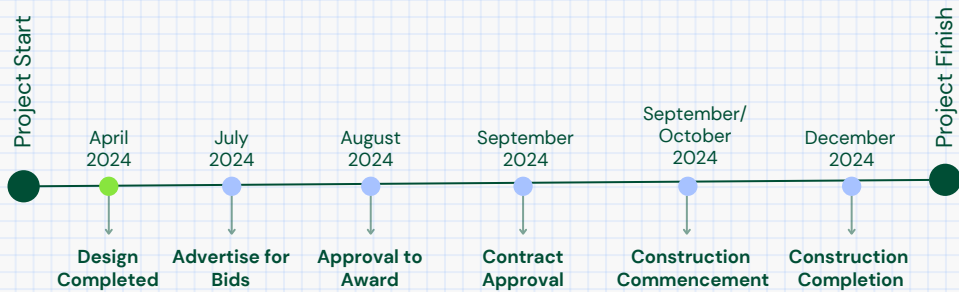 Project Start
April
2024
Design
Completed
July
2024
Advertise for
Bids
August
2024
Approval to
Award
September
2024
Contract
Approval
September/
October
2024
Construction
Commencement
December
2024
Construction
Completion
Project Finish